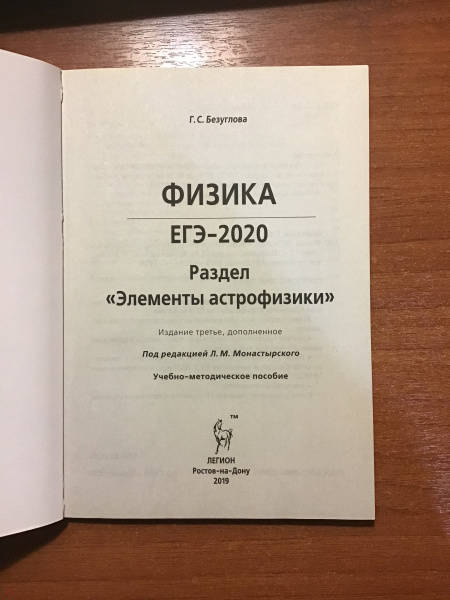 Г. С. Безуглова
ФИЗИКА
ЕГЭ-2020
Раздел
«Элементы астрофизики»
Издание третье, дополненное
Под редакцией Л. М. Монастырского
Учебно-методическое пособие
TM
ЛЕГИОН
Ростов-на-Дону
2019